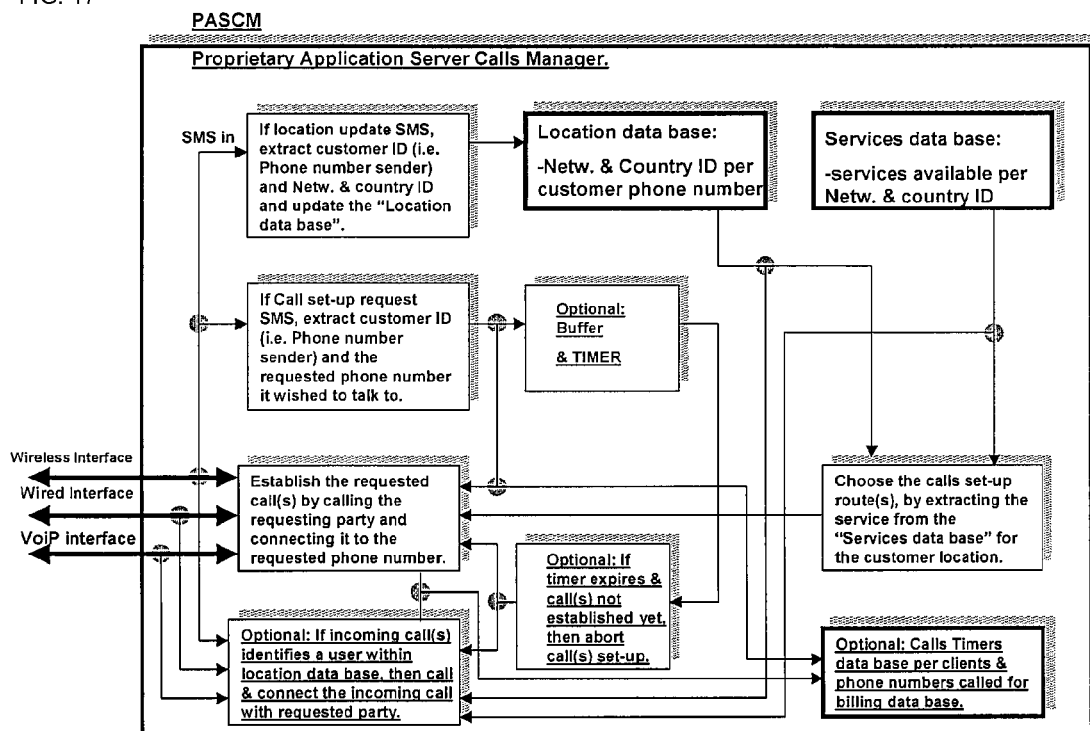 PASCM
Proprietary Application Server Calls Manager.
SMS in
If location update SMS,
extract customer ID (i.e.
Phone number sender)
and Netw. & country ID
and update the “Location
data base”.
Location data base:
-Netw. & Country ID per
customer phone number
Services data base:
-services available per
Netw. & country ID
If Call set-up request
SMS, extract customer ID
(i.e. Phone number
sender) and the
requested phone number
it wished to talk to.
Optional:
Buffer
& TIMER
Wireless Interface
Wired Interface
VoiP interface
Establish the requested
call(s) by calling the
requesting party and
connecting it to the
requested phone number.
Choose the calls set-up
route(s), by extracting the
service from the
“Services data base” for
the customer location.
Optional: If
timer expires &
call(s) not
established yet,
then abort
call(s) set-up.
Optional: If incoming call(s)
identifies a user within
location data base, then call
& connect the incoming call
with requested party.
Optional: Calls Timers
data base per clients &
phone numbers called for
billing data base.